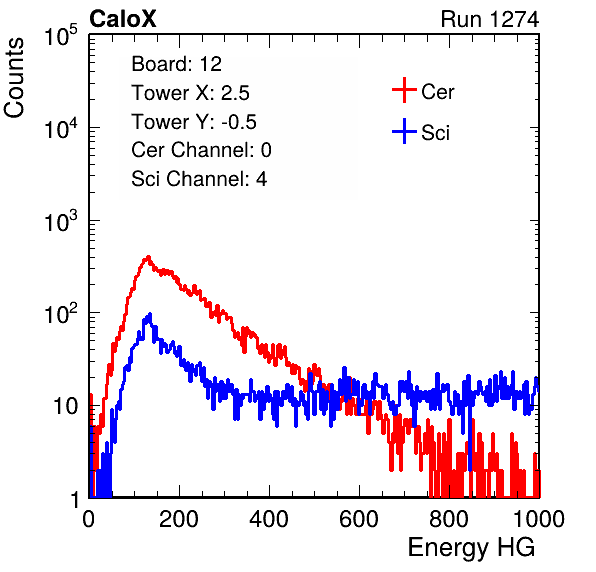 CaloX Run 1274
Counts
Board: 12
Tower X: 2.5
Tower Y: -0.5
Cer Channel: 0
Sci Channel: 4
Cer
Sci
10^5
10^4
10^3
10^2
10
1
0 200 400 600 800 1000
Energy HG